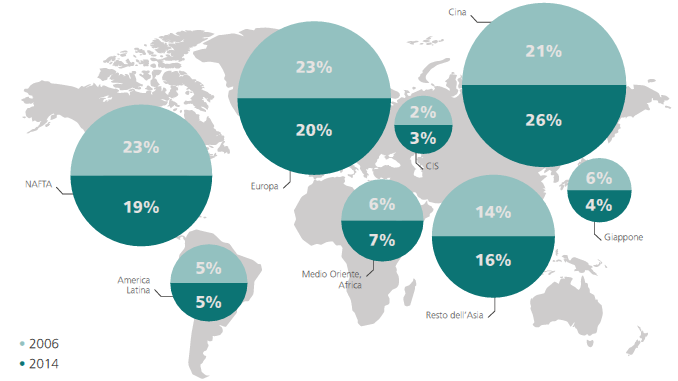 Cina
23%
21%
20%
26%
2%
3%
CIS
23%
19%
NAFTA
Europa
6%
4%
Giappone
6%
7%
Medio Oriente,
Africa
14%
16%
Resto dell'Asia
5%
5%
America
Latina
2006
2014